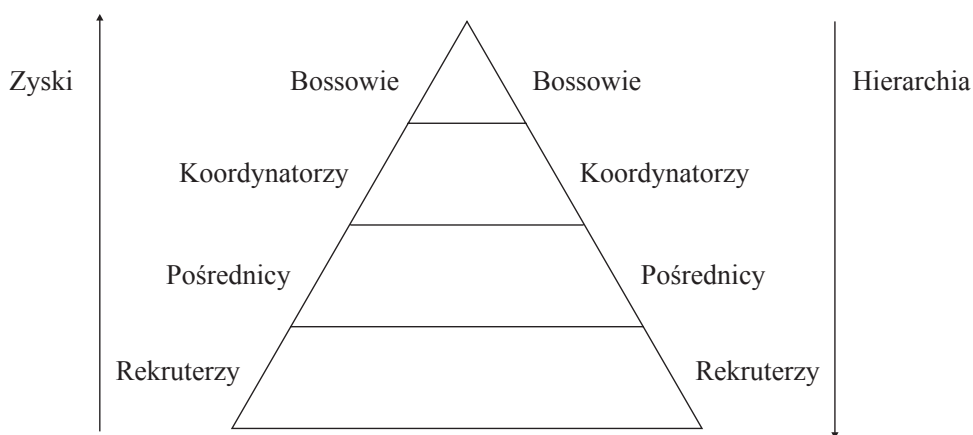 Zyski Bossowie Bossowie Hierarchia
Koordynatorzy Koordynatorzy
Pośrednicy Pośrednicy
Rekruterzy Rekruterzy